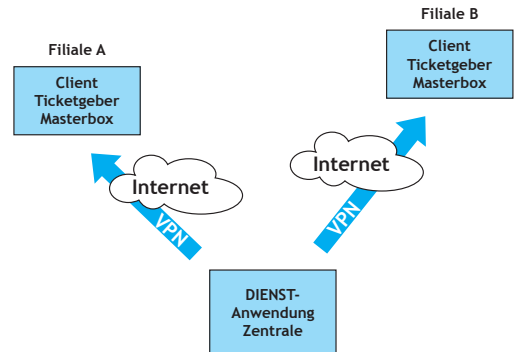 Filiale B
Client
Ticketgeber
Masterbox
Filiale A
Client
Ticketgeber
Masterbox
Internet
VPN
Internet
VPN
DIENST-
Anwendung
Zentrale